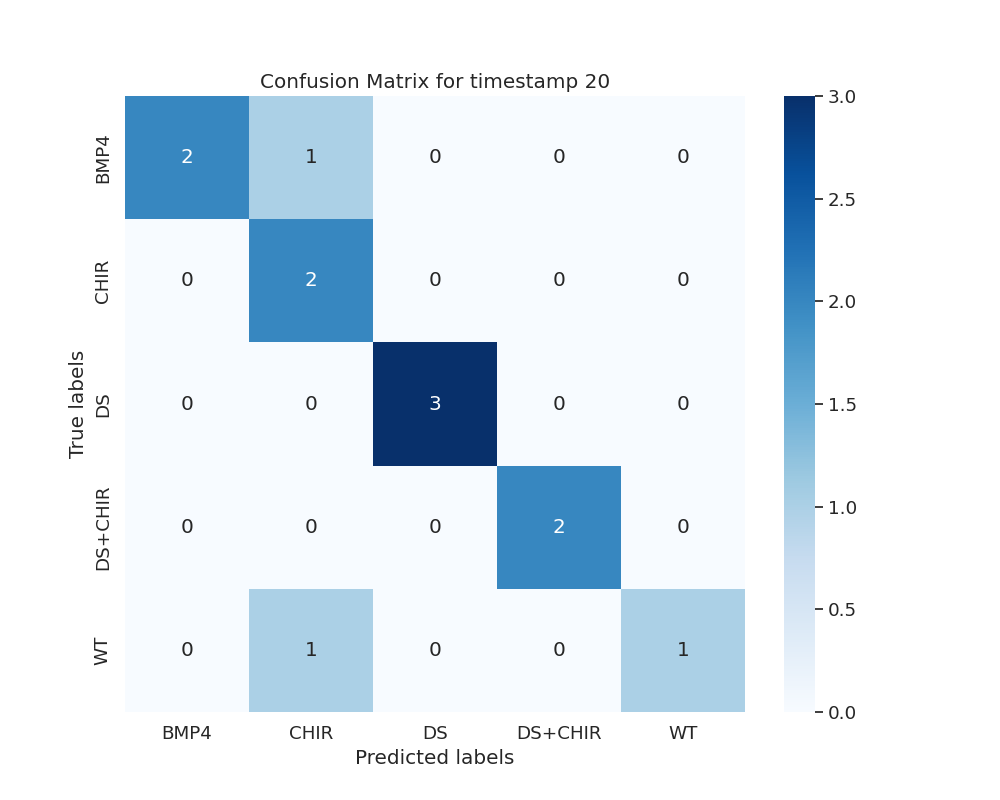 Confusion Matrix for timestamp 20
True labels
BMP4 2 1 0 0 0
CHIR 0 2 0 0 0
DS 0 0 3 0 0
DS+CHIR 0 0 0 2 0
WT 0 1 0 0 1
BMP4 CHIR DS DS+CHIR WT
Predicted labels
3.0
2.5
2.0
1.5
1.0
0.5
0.0